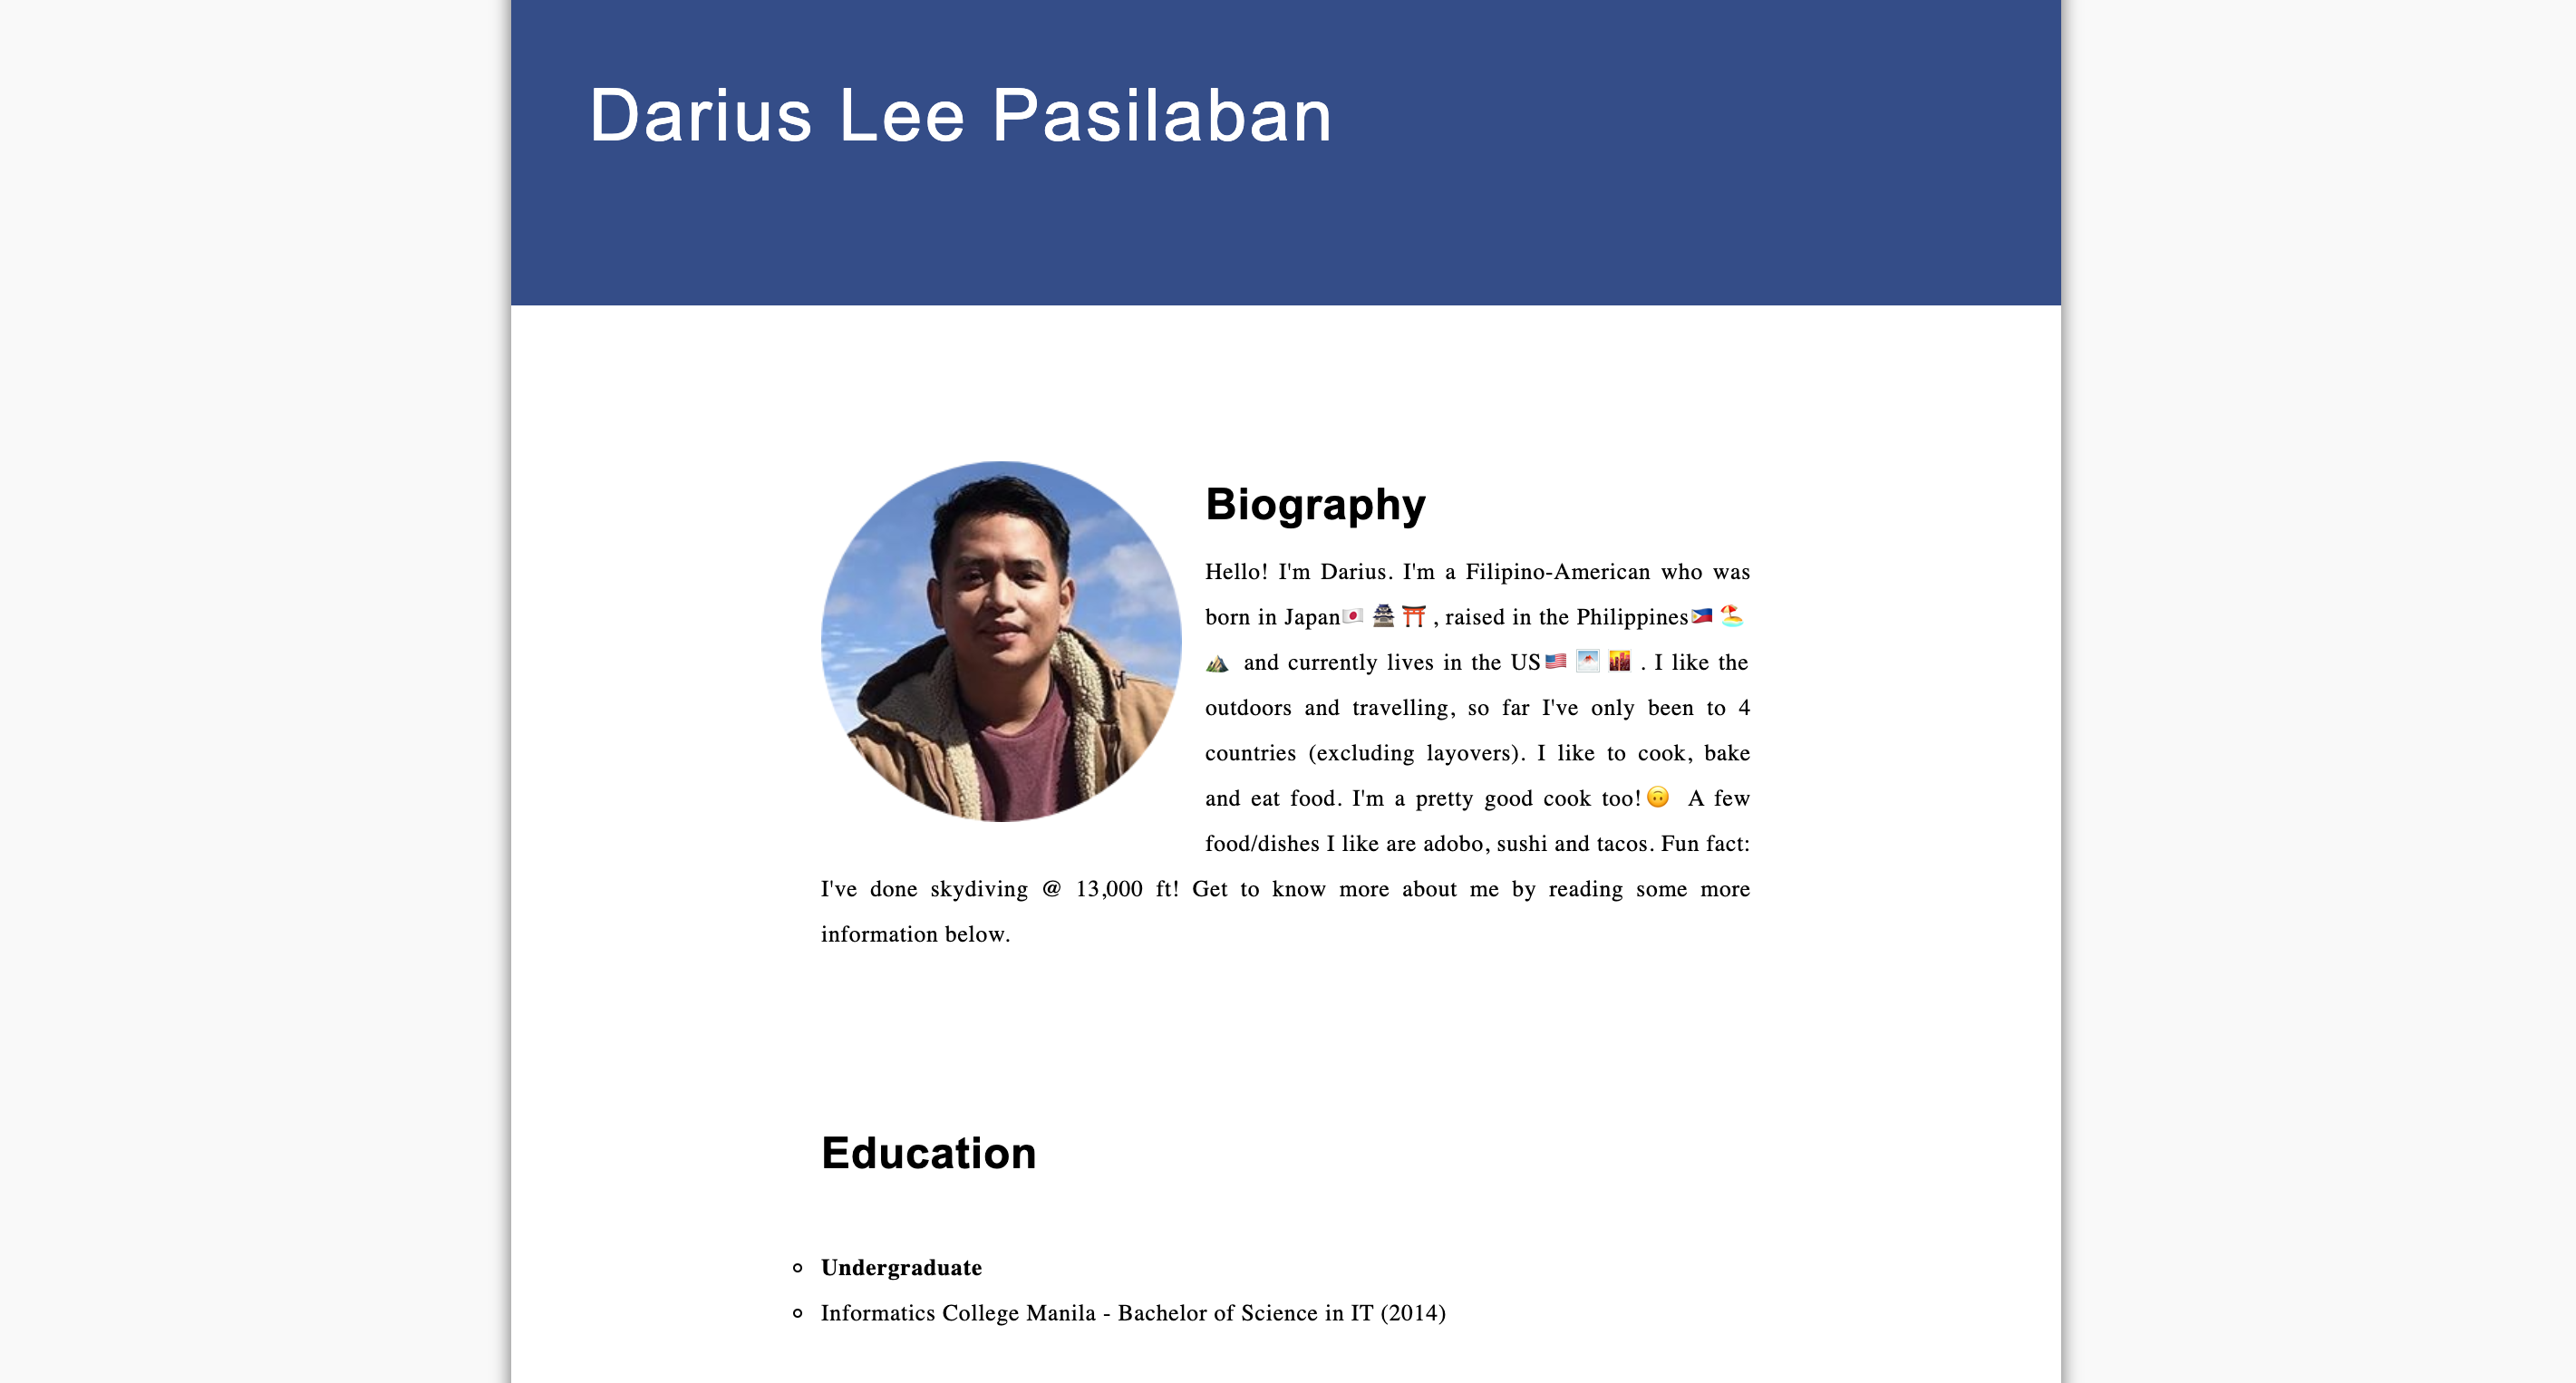 Darius Lee Pasilaban
Biography
Hello! I'm Darius. I'm a Filipino-American who was
born in Japan🇯🇵 🏯 ⛩️ , raised in the Philippines🇵🇭 🏖️
⛰️ and currently lives in the US🇺🇸 🌁 🌇 . I like the
outdoors and travelling, so far I've only been to 4
countries (excluding layovers). I like to cook, bake
and eat food. I'm a pretty good cook too!🙃 A few
food/dishes I like are adobo, sushi and tacos. Fun fact:
I've done skydiving @ 13,000 ft! Get to know more about me by reading some more
information below.
Education
Undergraduate
Informatics College Manila - Bachelor of Science in IT (2014)